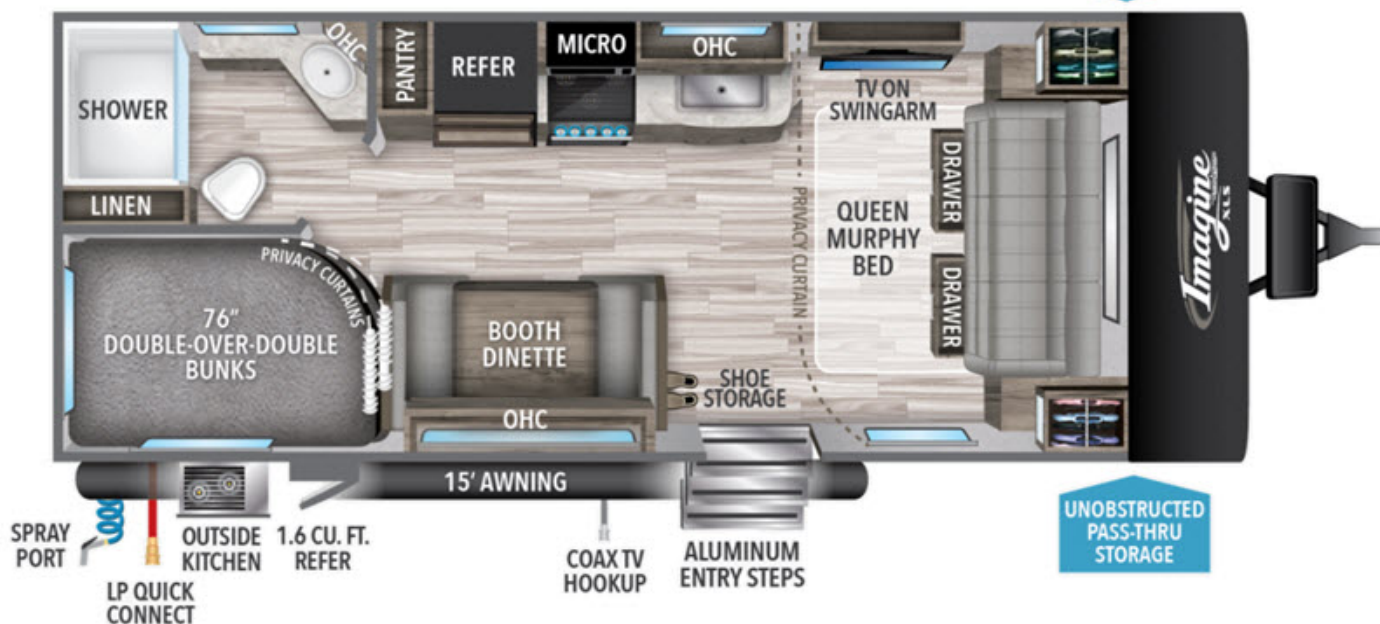 SHOWER
LINEN
OHC
PANTRY
REFER
MICRO
OHC
TV ON
SWINGARM
DRAWER
DRAWER
QUEEN
MURPHY
BED
PRIVACY CURTAIN
Imagine
XLS
PRIVACY CURTAINS
76"
DOUBLE-OVER-DOUBLE
BUNKS
BOOTH
DINETTE
OHC
SHOE
STORAGE
15' AWNING
SPRAY
PORT
LP QUICK
CONNECT
OUTSIDE
KITCHEN
1.6 CU. FT.
REFER
COAX TV
HOOKUP
ALUMINUM
ENTRY STEPS
UNOBSTRUCTED
PASS-THRU
STORAGE